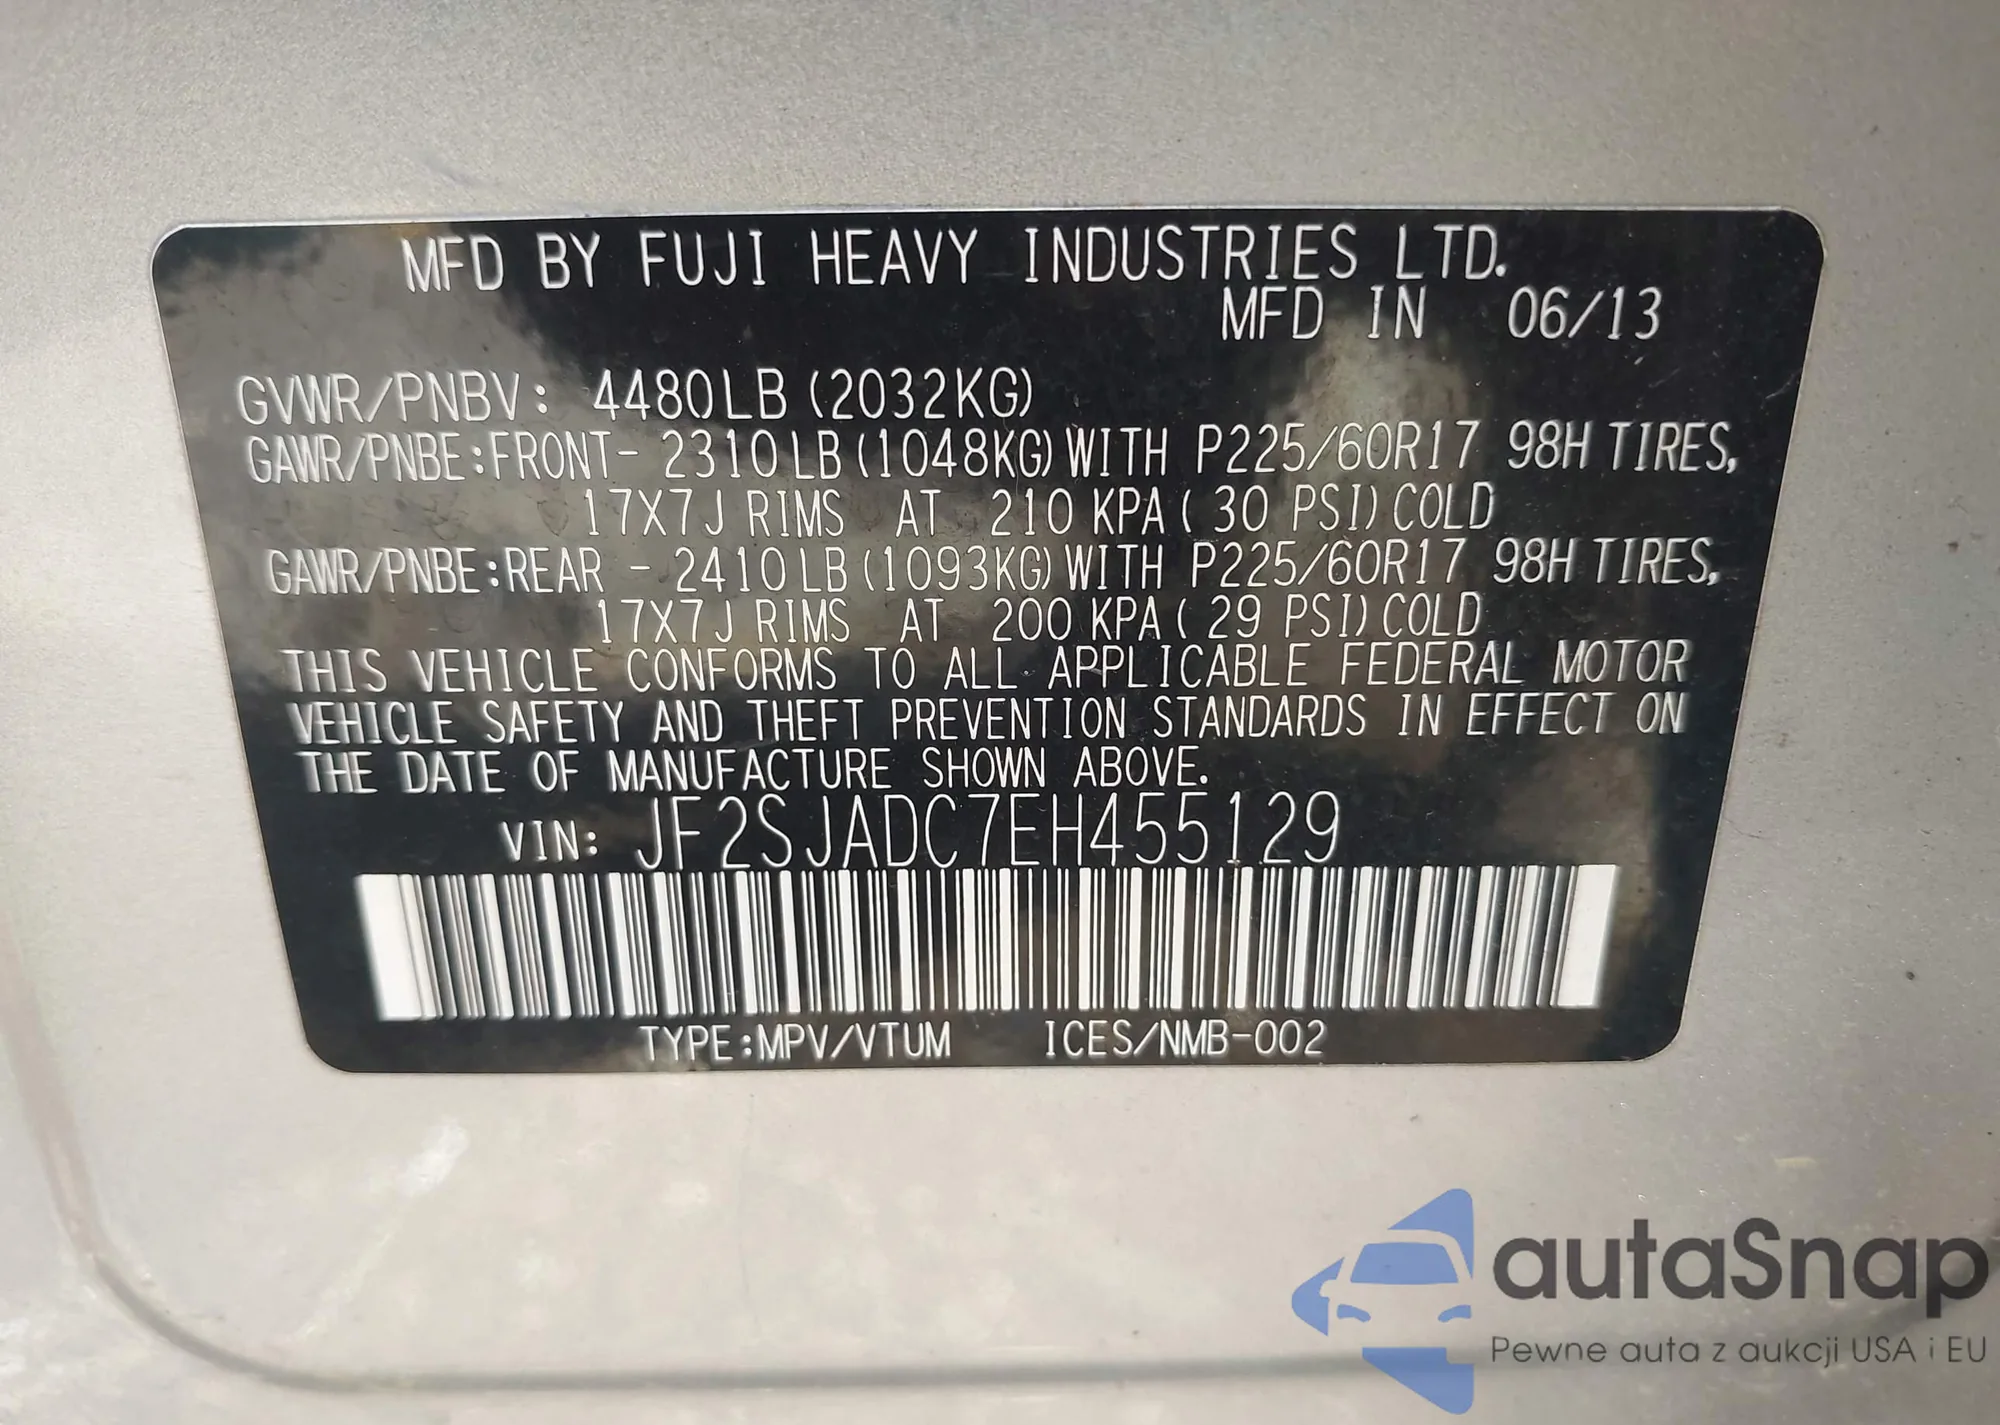 MFD BY FUJI HEAVY INDUSTRIES LTD.
MFD IN 06/13
GVWR/PNBV: 4480LB (2032KG)
GAWR/PNBE:FRONT- 2310LB(1048KG)WITH P225/60R17 98H TIRES,
17X7J RIMS AT 210 KPA( 30 PSI)COLD
GAWR/PNBE:REAR - 2410LB(1093KG)WITH P225/60R17 98H TIRES,
17X7J RIMS AT 200 KPA( 29 PSI)COLD
THIS VEHICLE CONFORMS TO ALL APPLICABLE FEDERAL MOTOR
VEHICLE SAFETY AND THEFT PREVENTION STANDARDS IN EFFECT ON
THE DATE OF MANUFACTURE SHOWN ABOVE.
VIN: JF2SJADC7EH455129
TYPE:MPV/VTUM ICES/NMB-002
autaSnap
Pewne auta z aukcji USA i EU